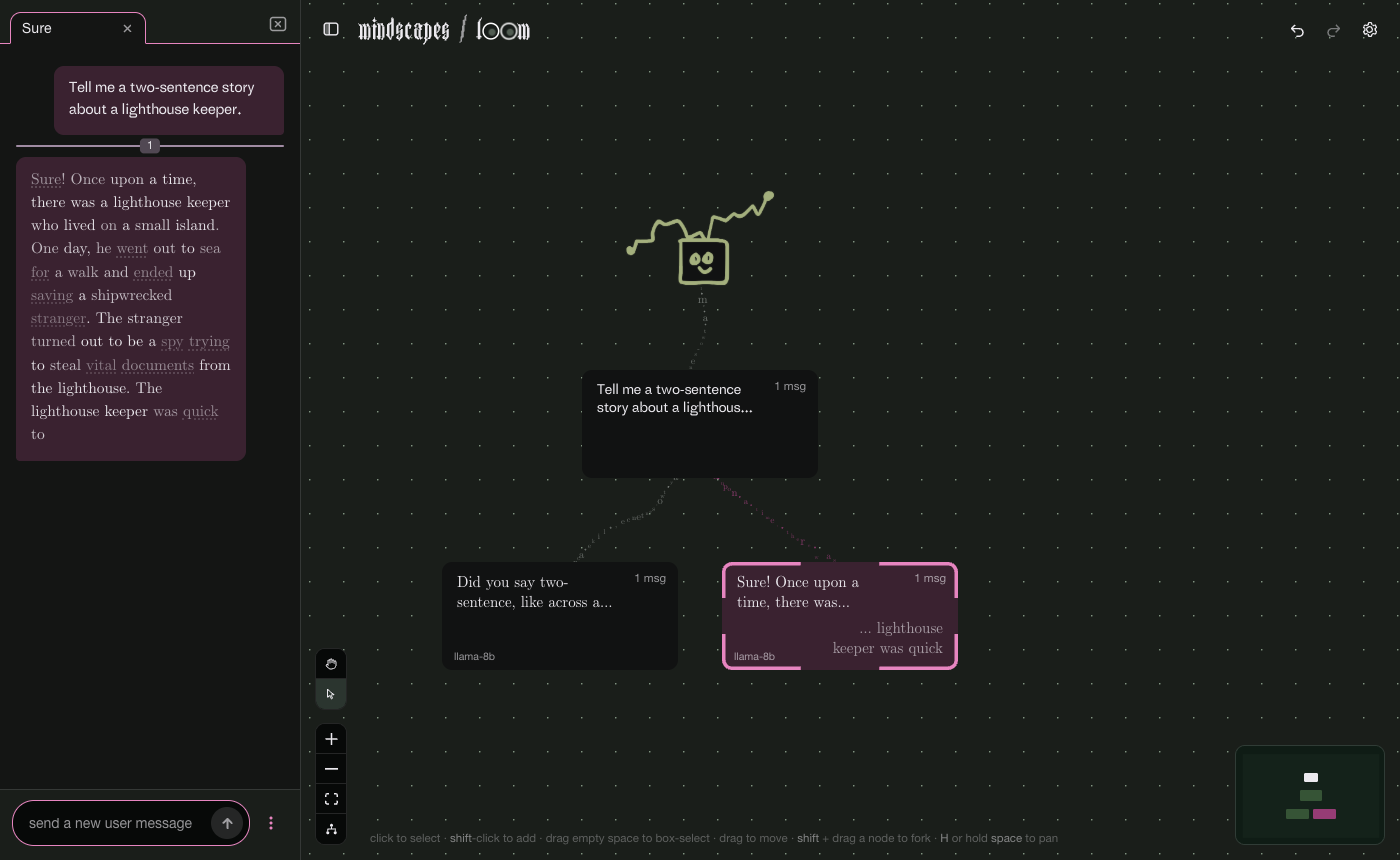 Sure
mindscapes / loom
Tell me a two-sentence story
about a lighthouse keeper.
1
Sure! Once upon a time,
there was a lighthouse keeper
who lived on a small island.
One day, he went out to sea
for a walk and ended up
saving a shipwrecked
stranger. The stranger
turned out to be a spy trying
to steal vital documents from
the lighthouse. The
lighthouse keeper was quick
to
send a new user message
Tell me a two-sentence
story about a lighthous...
1 msg
Did you say two-
sentence, like across a...
1 msg
llama-8b
Sure! Once upon a
time, there was...
1 msg
... lighthouse
keeper was quick
llama-8b
click to select · shift-click to add · drag empty space to box-select · drag to move · shift + drag a node to fork · H or hold space to pan